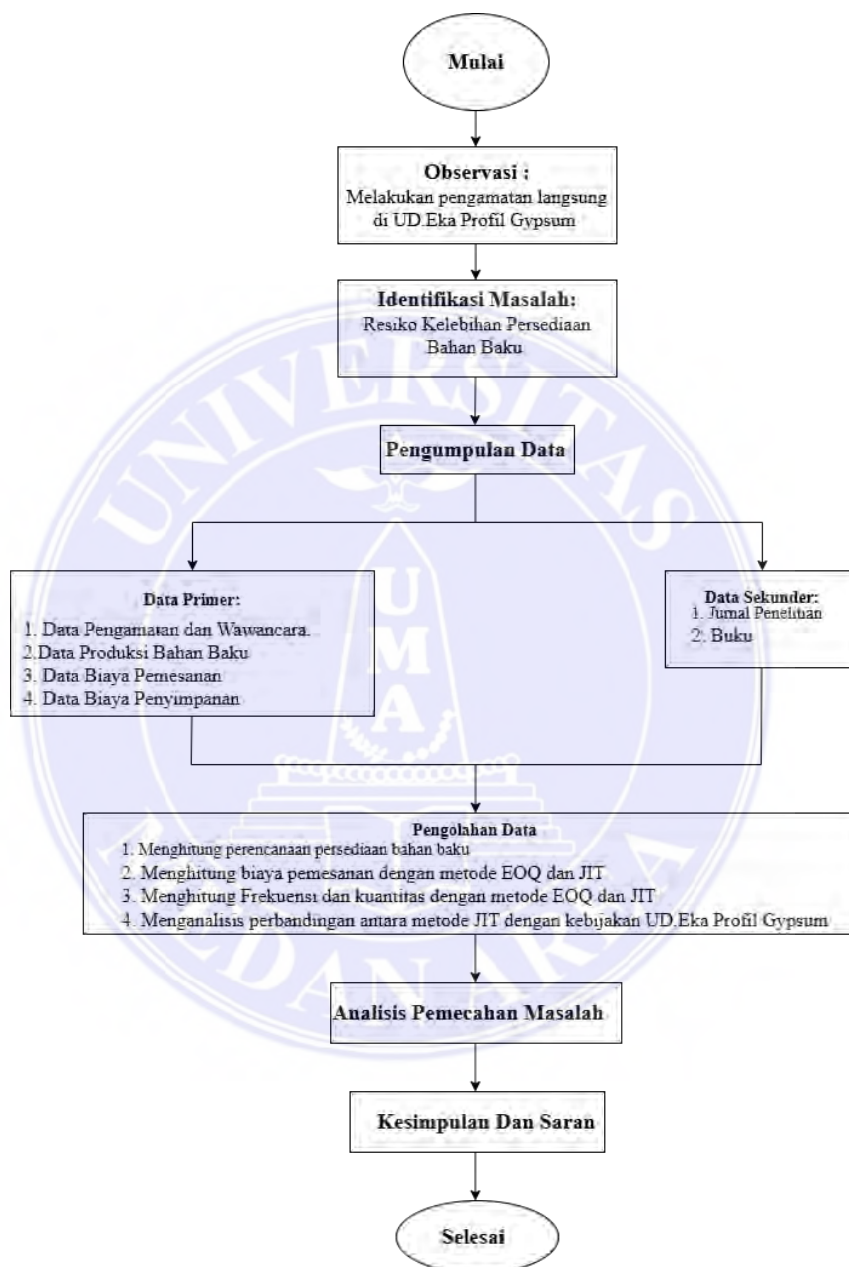 Mulai
Observasi :
Melakukan pengamatan langsung
di UD.Eka Profil Gypsum
Identifikasi Masalah:
Resiko Kelebihan Persediaan
Bahan Baku
Pengumpulan Data
Data Primer:
1. Data Pengamatan dan Wawancara.
2.Data Produksi Bahan Baku
3. Data Biaya Pemesanan
4. Data Biaya Penyimpanan
Data Sekunder:
1. Jurnal Penelitian
2. Buku
Pengolahan Data
1. Menghitung perencanaan persediaan bahan baku
2. Menghitung biaya pemesanan dengan metode EOQ dan JIT
3. Menghitung Frekuensi dan kuantitas dengan metode EOQ dan JIT
4. Menganalisis perbandingan antara metode JIT dengan kebijakan UD.Eka Profil Gypsum
Analisis Pemecahan Masalah
Kesimpulan Dan Saran
Selesai
UNIVERSITAS
MEDAN AREA
UMA